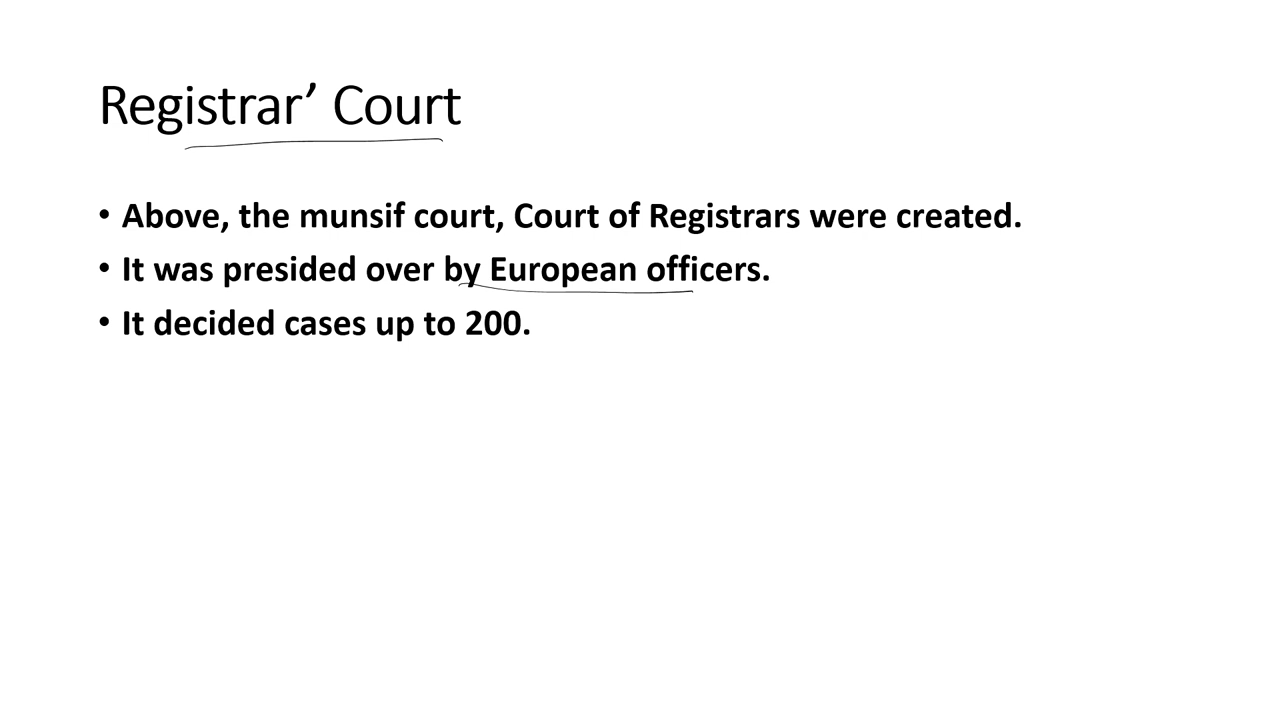 Registrar’ Court
• Above, the munsif court, Court of Registrars were created.
• It was presided over by European officers.
• It decided cases up to 200.